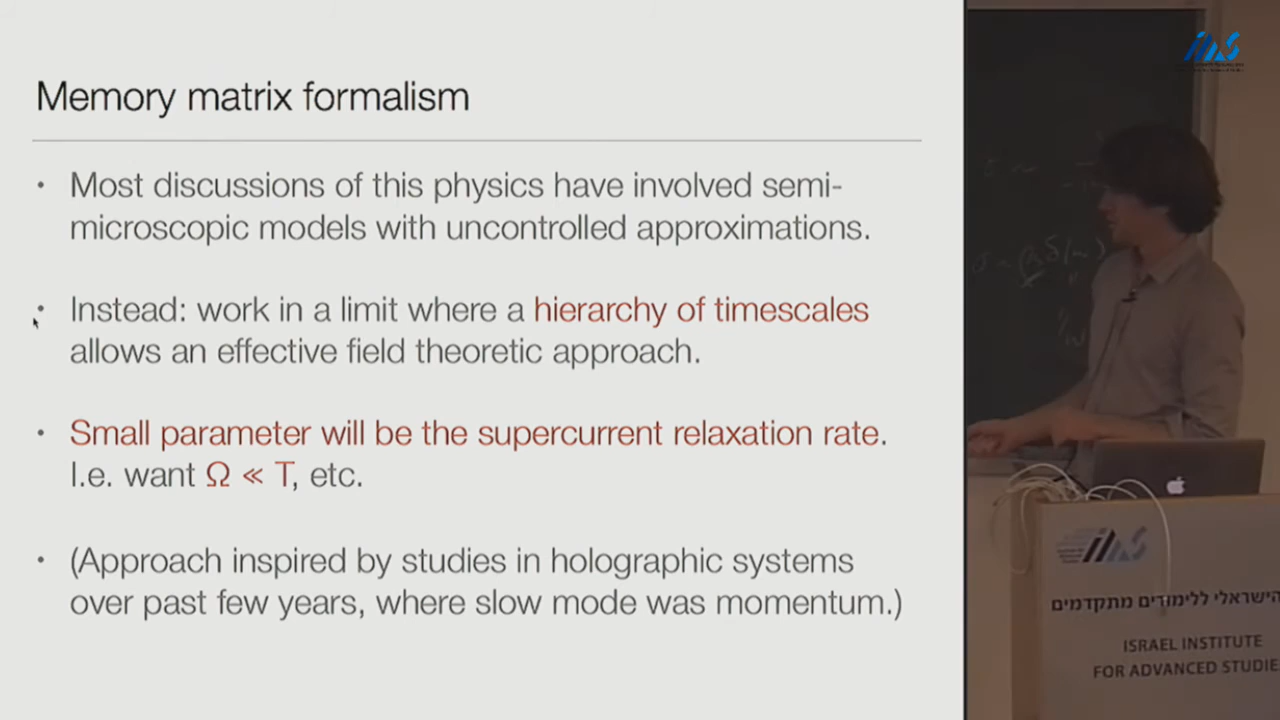 Memory matrix formalism
• Most discussions of this physics have involved semi-
microscopic models with uncontrolled approximations.
• Instead: work in a limit where a hierarchy of timescales
allows an effective field theoretic approach.
• Small parameter will be the supercurrent relaxation rate.
I.e. want Ω ≪ T, etc.
• (Approach inspired by studies in holographic systems
over past few years, where slow mode was momentum.)
הישראלי ללימודים מתקדמים
ISRAEL INSTITUTE
FOR ADVANCED STUDIE